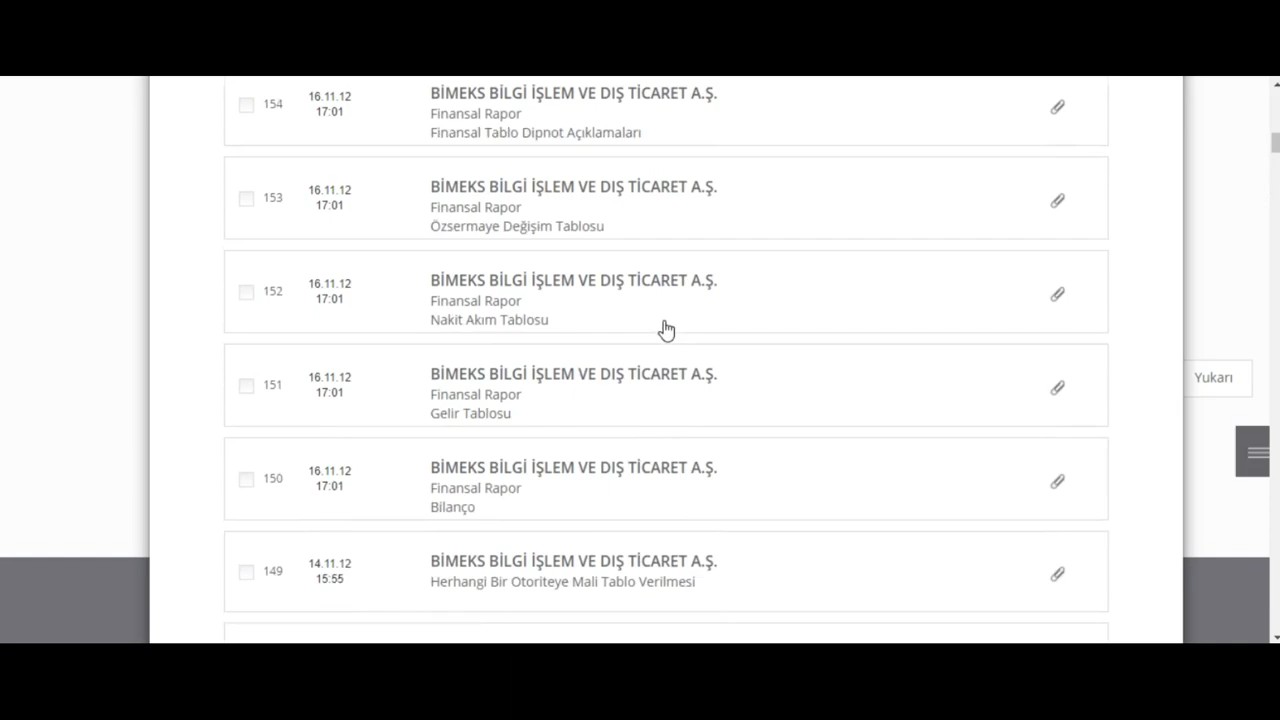 154
16.11.12
17:01
BİMEKS BİLGİ İŞLEM VE DIŞ TİCARET A.Ş.
Finansal Rapor
Finansal Tablo Dipnot Açıklamaları
153
16.11.12
17:01
BİMEKS BİLGİ İŞLEM VE DIŞ TİCARET A.Ş.
Finansal Rapor
Özsermaye Değişim Tablosu
152
16.11.12
17:01
BİMEKS BİLGİ İŞLEM VE DIŞ TİCARET A.Ş.
Finansal Rapor
Nakit Akım Tablosu
151
16.11.12
17:01
BİMEKS BİLGİ İŞLEM VE DIŞ TİCARET A.Ş.
Finansal Rapor
Gelir Tablosu
150
16.11.12
17:01
BİMEKS BİLGİ İŞLEM VE DIŞ TİCARET A.Ş.
Finansal Rapor
Bilanço
149
14.11.12
15:55
BİMEKS BİLGİ İŞLEM VE DIŞ TİCARET A.Ş.
Herhangi Bir Otoriteye Mali Tablo Verilmesi
Yukarı